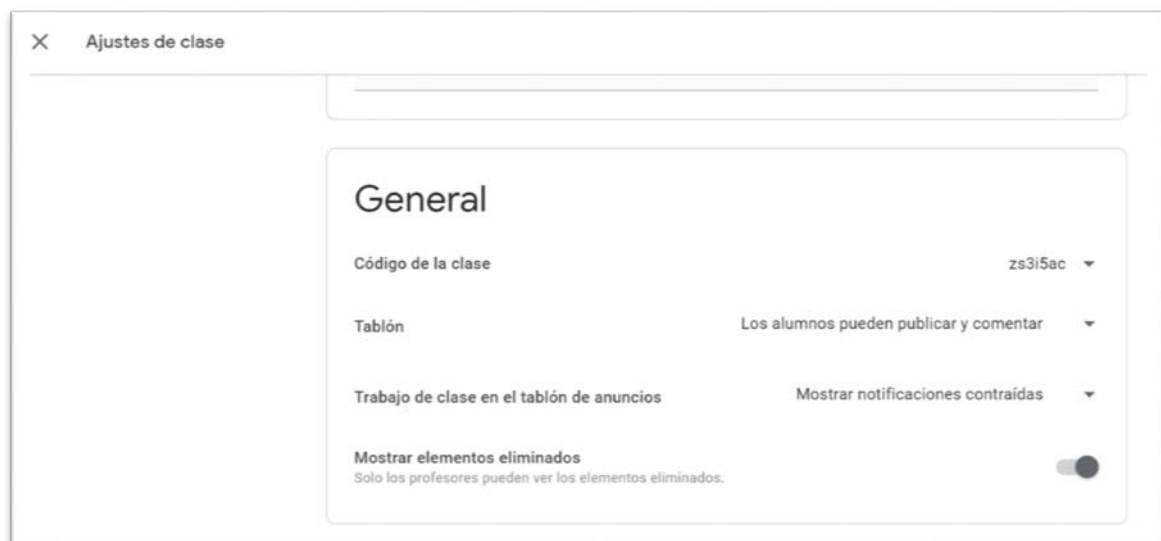 Ajustes de clase
General
Código de la clase zs3i5ac
Tablón Los alumnos pueden publicar y comentar
Trabajo de clase en el tablón de anuncios Mostrar notificaciones contraídas
Mostrar elementos eliminados
Solo los profesores pueden ver los elementos eliminados.